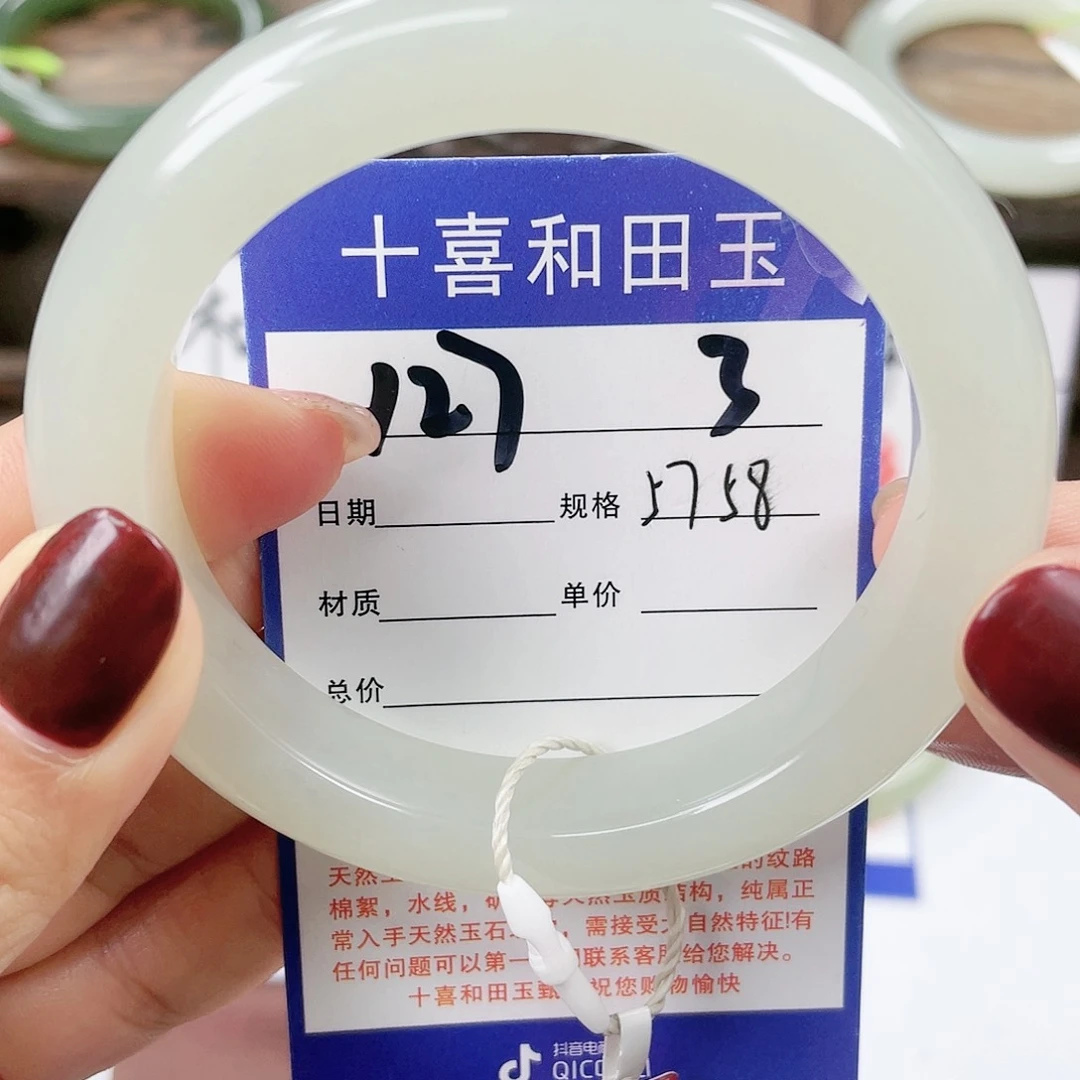 十喜和田玉
127 3
日期 规格 5758
材质 单价
总价
天然 的纹路
棉絮，水线， 天然玉质结构，纯属正
常入手天然玉石 ，需接受大自然特征!有
任何问题可以第一 联系客服给您解决。
十喜和田玉 祝您购物愉快
抖音电商